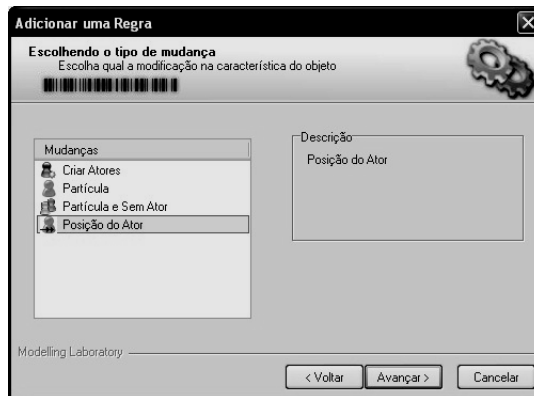 Adicionar uma Regra
Escolhendo o tipo de mudança
Escolha qual a modificação na característica do objeto
Mudanças
Criar Atores
Partícula
Partícula e Sem Ator
Posição do Ator
Descrição
Posição do Ator
Modelling Laboratory
< Voltar
Avançar >
Cancelar